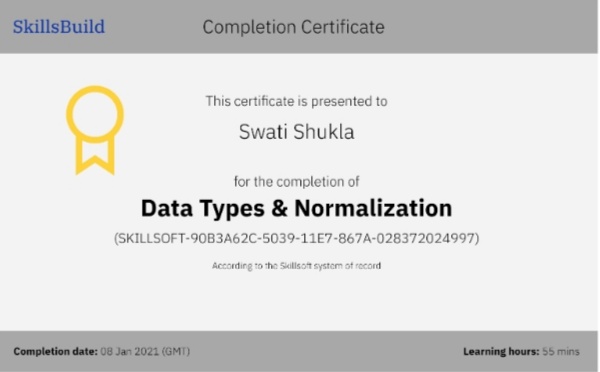 SkillsBuild
Completion Certificate
This certificate is presented to
Swati Shukla
for the completion of
Data Types & Normalization
(SKILLSOFT-90B3A62C-5039-11E7-867A-028372024997)
According to the Skillsoft system of record
Completion date: 08 Jan 2021 (GMT)
Learning hours: 55 mins